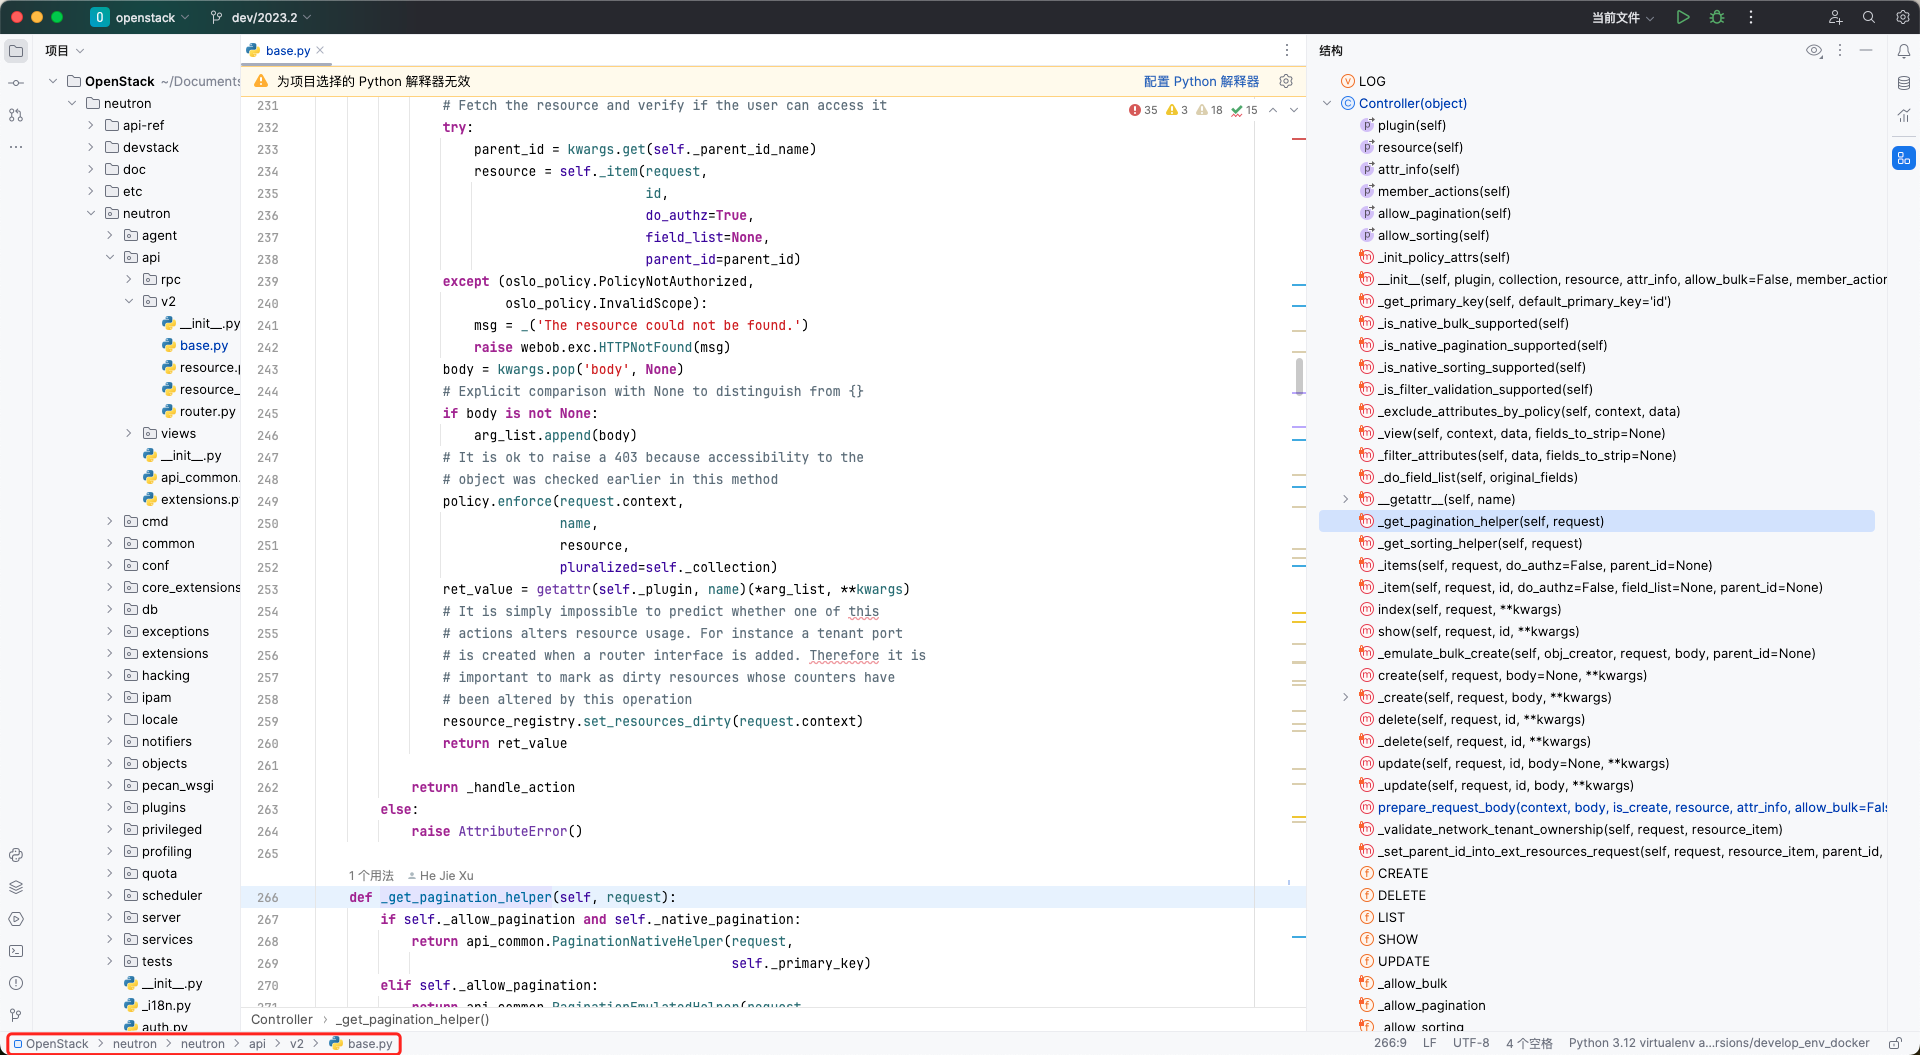 openstack
dev/2023.2
当前文件
项目
OpenStack ~/Documents
neutron
api-ref
devstack
doc
etc
neutron
agent
api
rpc
v2
__init__.py
base.py
resource.
resource_
router.py
views
__init__.py
api_common.
extensions.p
cmd
common
conf
core_extensions
db
exceptions
extensions
hacking
ipam
locale
notifiers
objects
pecan_wsgi
plugins
privileged
profiling
quota
scheduler
server
services
tests
__init__.py
_i18n.py
auth.py
base.py
为项目选择的 Python 解释器无效
配置 Python 解释器
35 3 18 15
231 # Fetch the resource and verify if the user can access it
232 try:
233 parent_id = kwargs.get(self._parent_id_name)
234 resource = self._item(request,
235 id,
236 do_authz=True,
237 field_list=None,
238 parent_id=parent_id)
239 except (oslo_policy.PolicyNotAuthorized,
240 oslo_policy.InvalidScope):
241 msg = _('The resource could not be found.')
242 raise webob.exc.HTTPNotFound(msg)
243 body = kwargs.pop('body', None)
244 # Explicit comparison with None to distinguish from {}
245 if body is not None:
246 arg_list.append(body)
247 # It is ok to raise a 403 because accessibility to the
248 # object was checked earlier in this method
249 policy.enforce(request.context,
250 name,
251 resource,
252 pluralized=self._collection)
253 ret_value = getattr(self._plugin, name)(*arg_list, **kwargs)
254 # It is simply impossible to predict whether one of this
255 # actions alters resource usage. For instance a tenant port
256 # is created when a router interface is added. Therefore it is
257 # important to mark as dirty resources whose counters have
258 # been altered by this operation
259 resource_registry.set_resources_dirty(request.context)
260 return ret_value
261
262 return _handle_action
263 else:
264 raise AttributeError()
265
1 个用法 He Jie Xu
266 def _get_pagination_helper(self, request):
267 if self._allow_pagination and self._native_pagination:
268 return api_common.PaginationNativeHelper(request,
269 self._primary_key)
270 elif self._allow_pagination:
271 return api_common.PaginationEmulatedHelper(request,
Controller › _get_pagination_helper()
结构
LOG
Controller(object)
plugin(self)
resource(self)
attr_info(self)
member_actions(self)
allow_pagination(self)
allow_sorting(self)
_init_policy_attrs(self)
__init__(self, plugin, collection, resource, attr_info, allow_bulk=False, member_action
_get_primary_key(self, default_primary_key='id')
_is_native_bulk_supported(self)
_is_native_pagination_supported(self)
_is_native_sorting_supported(self)
_is_filter_validation_supported(self)
_exclude_attributes_by_policy(self, context, data)
_view(self, context, data, fields_to_strip=None)
_filter_attributes(self, data, fields_to_strip=None)
_do_field_list(self, original_fields)
__getattr__(self, name)
_get_pagination_helper(self, request)
_get_sorting_helper(self, request)
_items(self, request, do_authz=False, parent_id=None)
_item(self, request, id, do_authz=False, field_list=None, parent_id=None)
index(self, request, **kwargs)
show(self, request, id, **kwargs)
_emulate_bulk_create(self, obj_creator, request, body, parent_id=None)
create(self, request, body=None, **kwargs)
_create(self, request, body, **kwargs)
delete(self, request, id, **kwargs)
_delete(self, request, id, **kwargs)
update(self, request, id, body=None, **kwargs)
_update(self, request, id, body, **kwargs)
prepare_request_body(context, body, is_create, resource, attr_info, allow_bulk=Fals
_validate_network_tenant_ownership(self, request, resource_item)
_set_parent_id_into_ext_resources_request(self, request, resource_item, parent_id,
CREATE
DELETE
LIST
SHOW
UPDATE
_allow_bulk
_allow_pagination
_allow_sorting
OpenStack › neutron › neutron › api › v2 › base.py
266:9 LF UTF-8 4 个空格 Python 3.12 virtualenv a...rsions/develop_env_docker